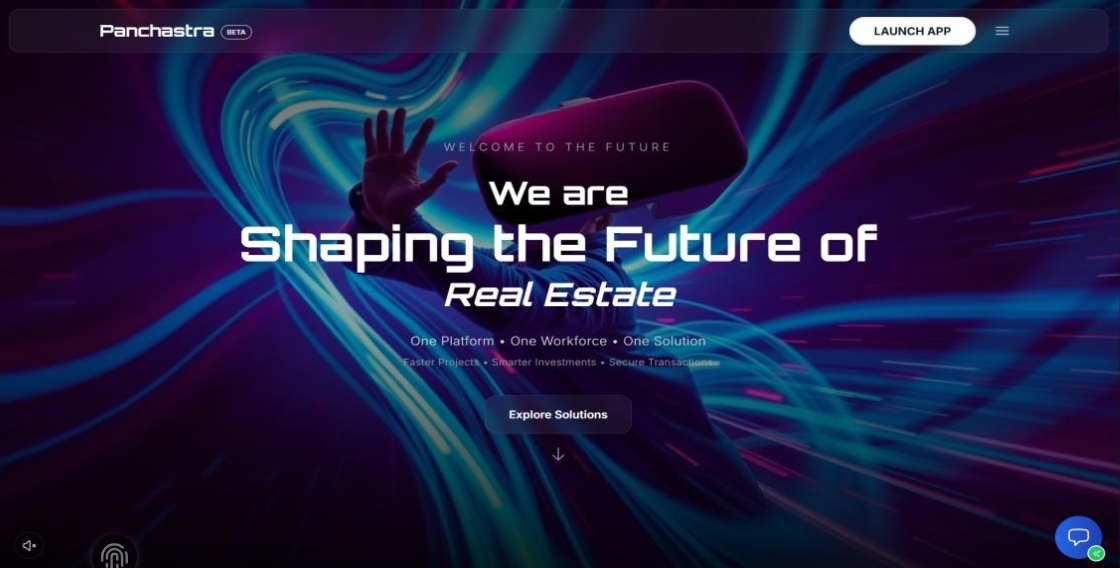 Panchastra BETA
LAUNCH APP
WELCOME TO THE FUTURE
We are
Shaping the Future of
Real Estate
One Platform • One Workforce • One Solution
Faster Projects • Smarter Investments • Secure Transactions
Explore Solutions